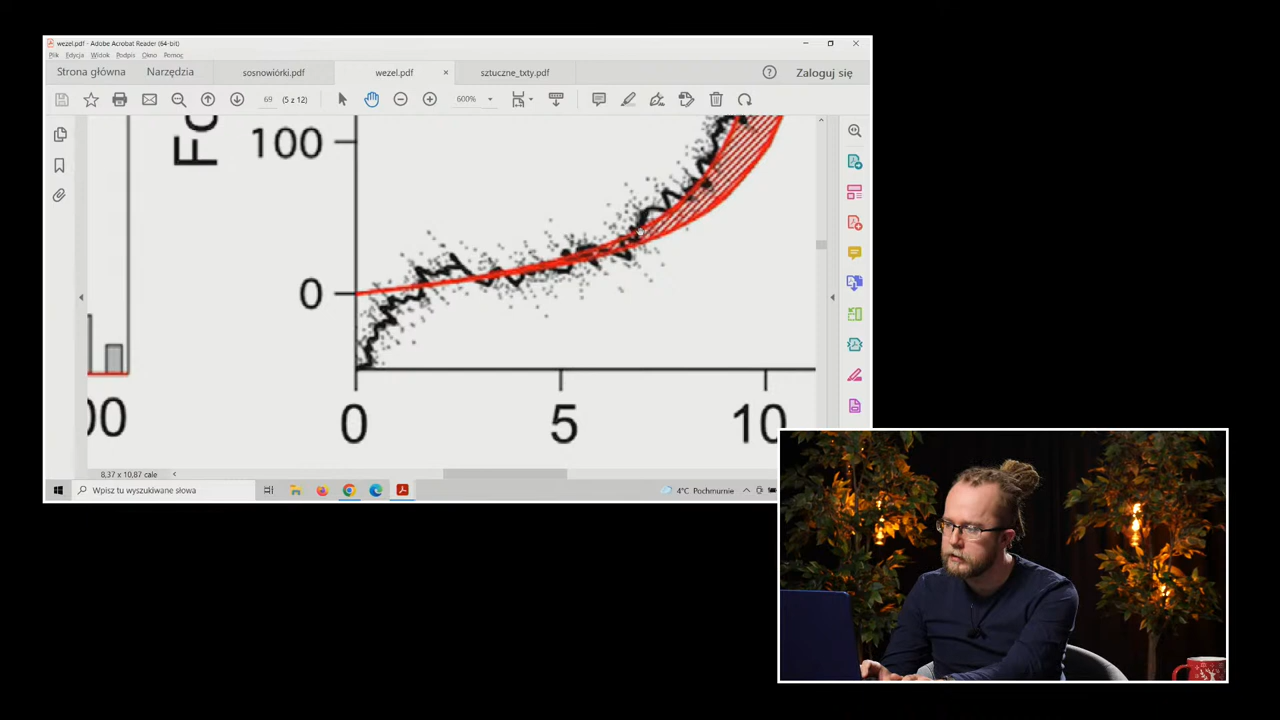 wezel.pdf - Adobe Acrobat Reader (64-bit)
Plik Edycja Widok Podpis Okno Pomoc
Strona główna Narzędzia sosnowiórki.pdf wezel.pdf × sztuczne_txty.pdf ? Zaloguj się
69 (5 z 12) 600%
Fo
100
0
00
0 5 10
8,37 x 10,87 cale
Wpisz tu wyszukiwane słowa 4°C Pochmurnie